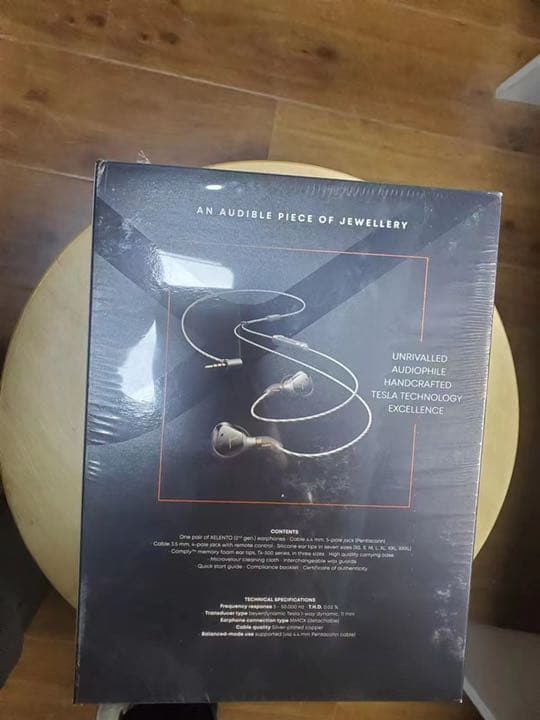 AN AUDIBLE PIECE OF JEWELLERY
UNRIVALLED
AUDIOPHILE
HANDCRAFTED
TESLA TECHNOLOGY
EXCELLENCE
CONTENTS
One pair of XELENTO (2nd gen.) earphones · Cable 4.4 mm, 5-pole jack (Pentaconn)
Cable 3.5 mm, 4-pole jack with remote control · Silicone ear tips in seven sizes (XS, S, M, L, XL, XXL, XXXL)
Comply™ memory foam ear tips, Tx-500 series, in three sizes · High quality carrying case
Microvelour cleaning cloth · Interchangeable wax guards
Quick start guide · Compliance booklet · Certificate of authenticity
TECHNICAL SPECIFICATIONS
Frequency response 5 - 50,000 Hz · T.H.D. 0.02 %
Transducer type beyerdynamic Tesla 1-way dynamic, 11 mm
Earphone connection type MMCX (detachable)
Cable quality Silver-plated copper
Balanced-mode use supported (via 4.4 mm Pentaconn cable)